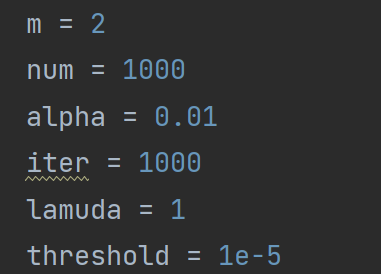 m = 2
num = 1000
alpha = 0.01
iter = 1000
lamuda = 1
threshold = 1e-5